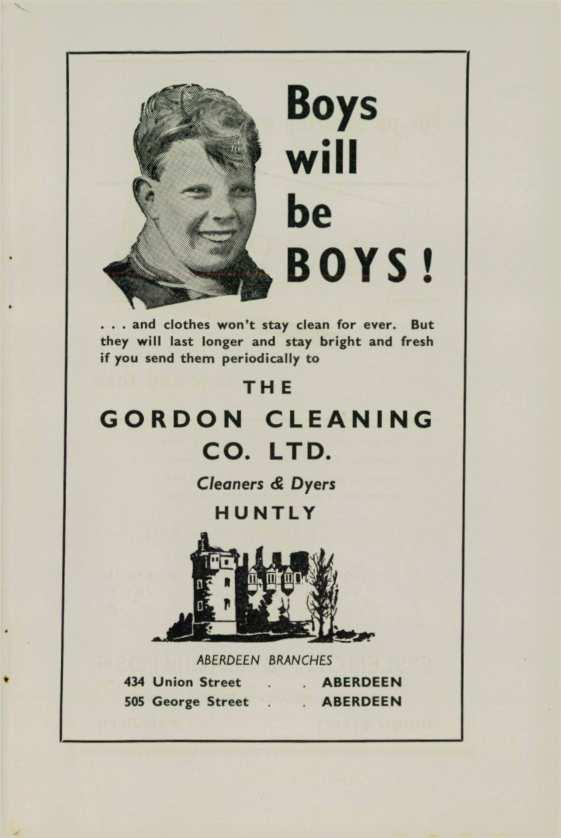 Boys
will
be
BOYS!
. . . and clothes won't stay clean for ever. But
they will last longer and stay bright and fresh
if you send them periodically to
THE
GORDON CLEANING
CO. LTD.
Cleaners & Dyers
HUNTLY
ABERDEEN BRANCHES
434 Union Street . . ABERDEEN
505 George Street . . ABERDEEN